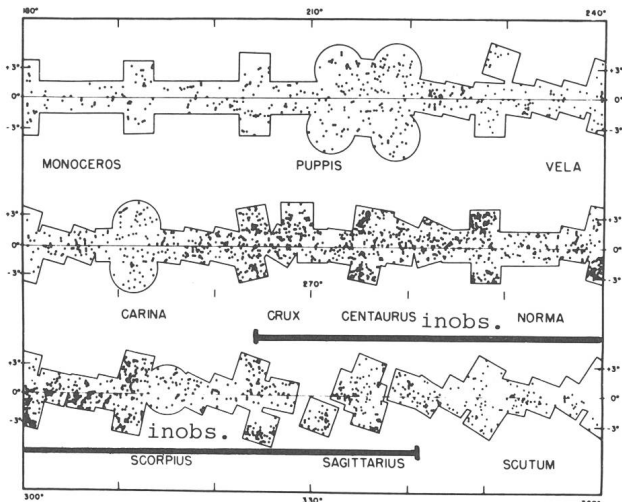 180° 210° 240°
+3° +3°
0° 0°
-3° -3°
MONOCEROS PUPPIS VELA
+3° +3°
0° 0°
-3° -3°
270°
CARINA CRUX CENTAURUS inobs. NORMA
+3° +3°
0° 0°
-3° -3°
inobs.
SCORPIUS SAGITTARIUS SCUTUM
300° 330°